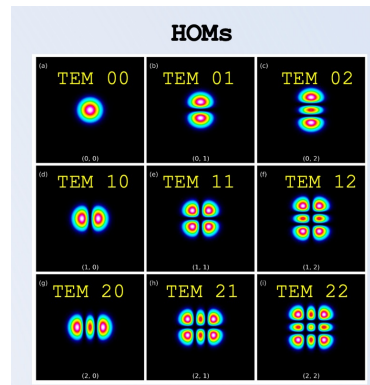 HOMs
(a)
TEM 00
(0, 0)
(b)
TEM 01
(0, 1)
(c)
TEM 02
(0, 2)
(d)
TEM 10
(1, 0)
(e)
TEM 11
(1, 1)
(f)
TEM 12
(1, 2)
(g)
TEM 20
(2, 0)
(h)
TEM 21
(2, 1)
(i)
TEM 22
(2, 2)